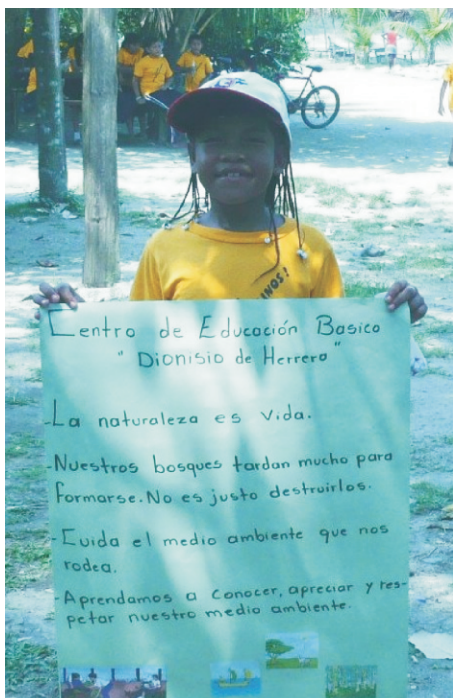 INOS!
Centro de Educación Basico
"Dionisio de Herrera"
-La naturaleza es vida.
-Nuestros bosques tardan mucho para
formarse. No es justo destruirlos.
-Cuida el medio ambiente que nos
rodea.
-Aprendamos a conocer, apreciar y res-
petar nuestro medio ambiente.